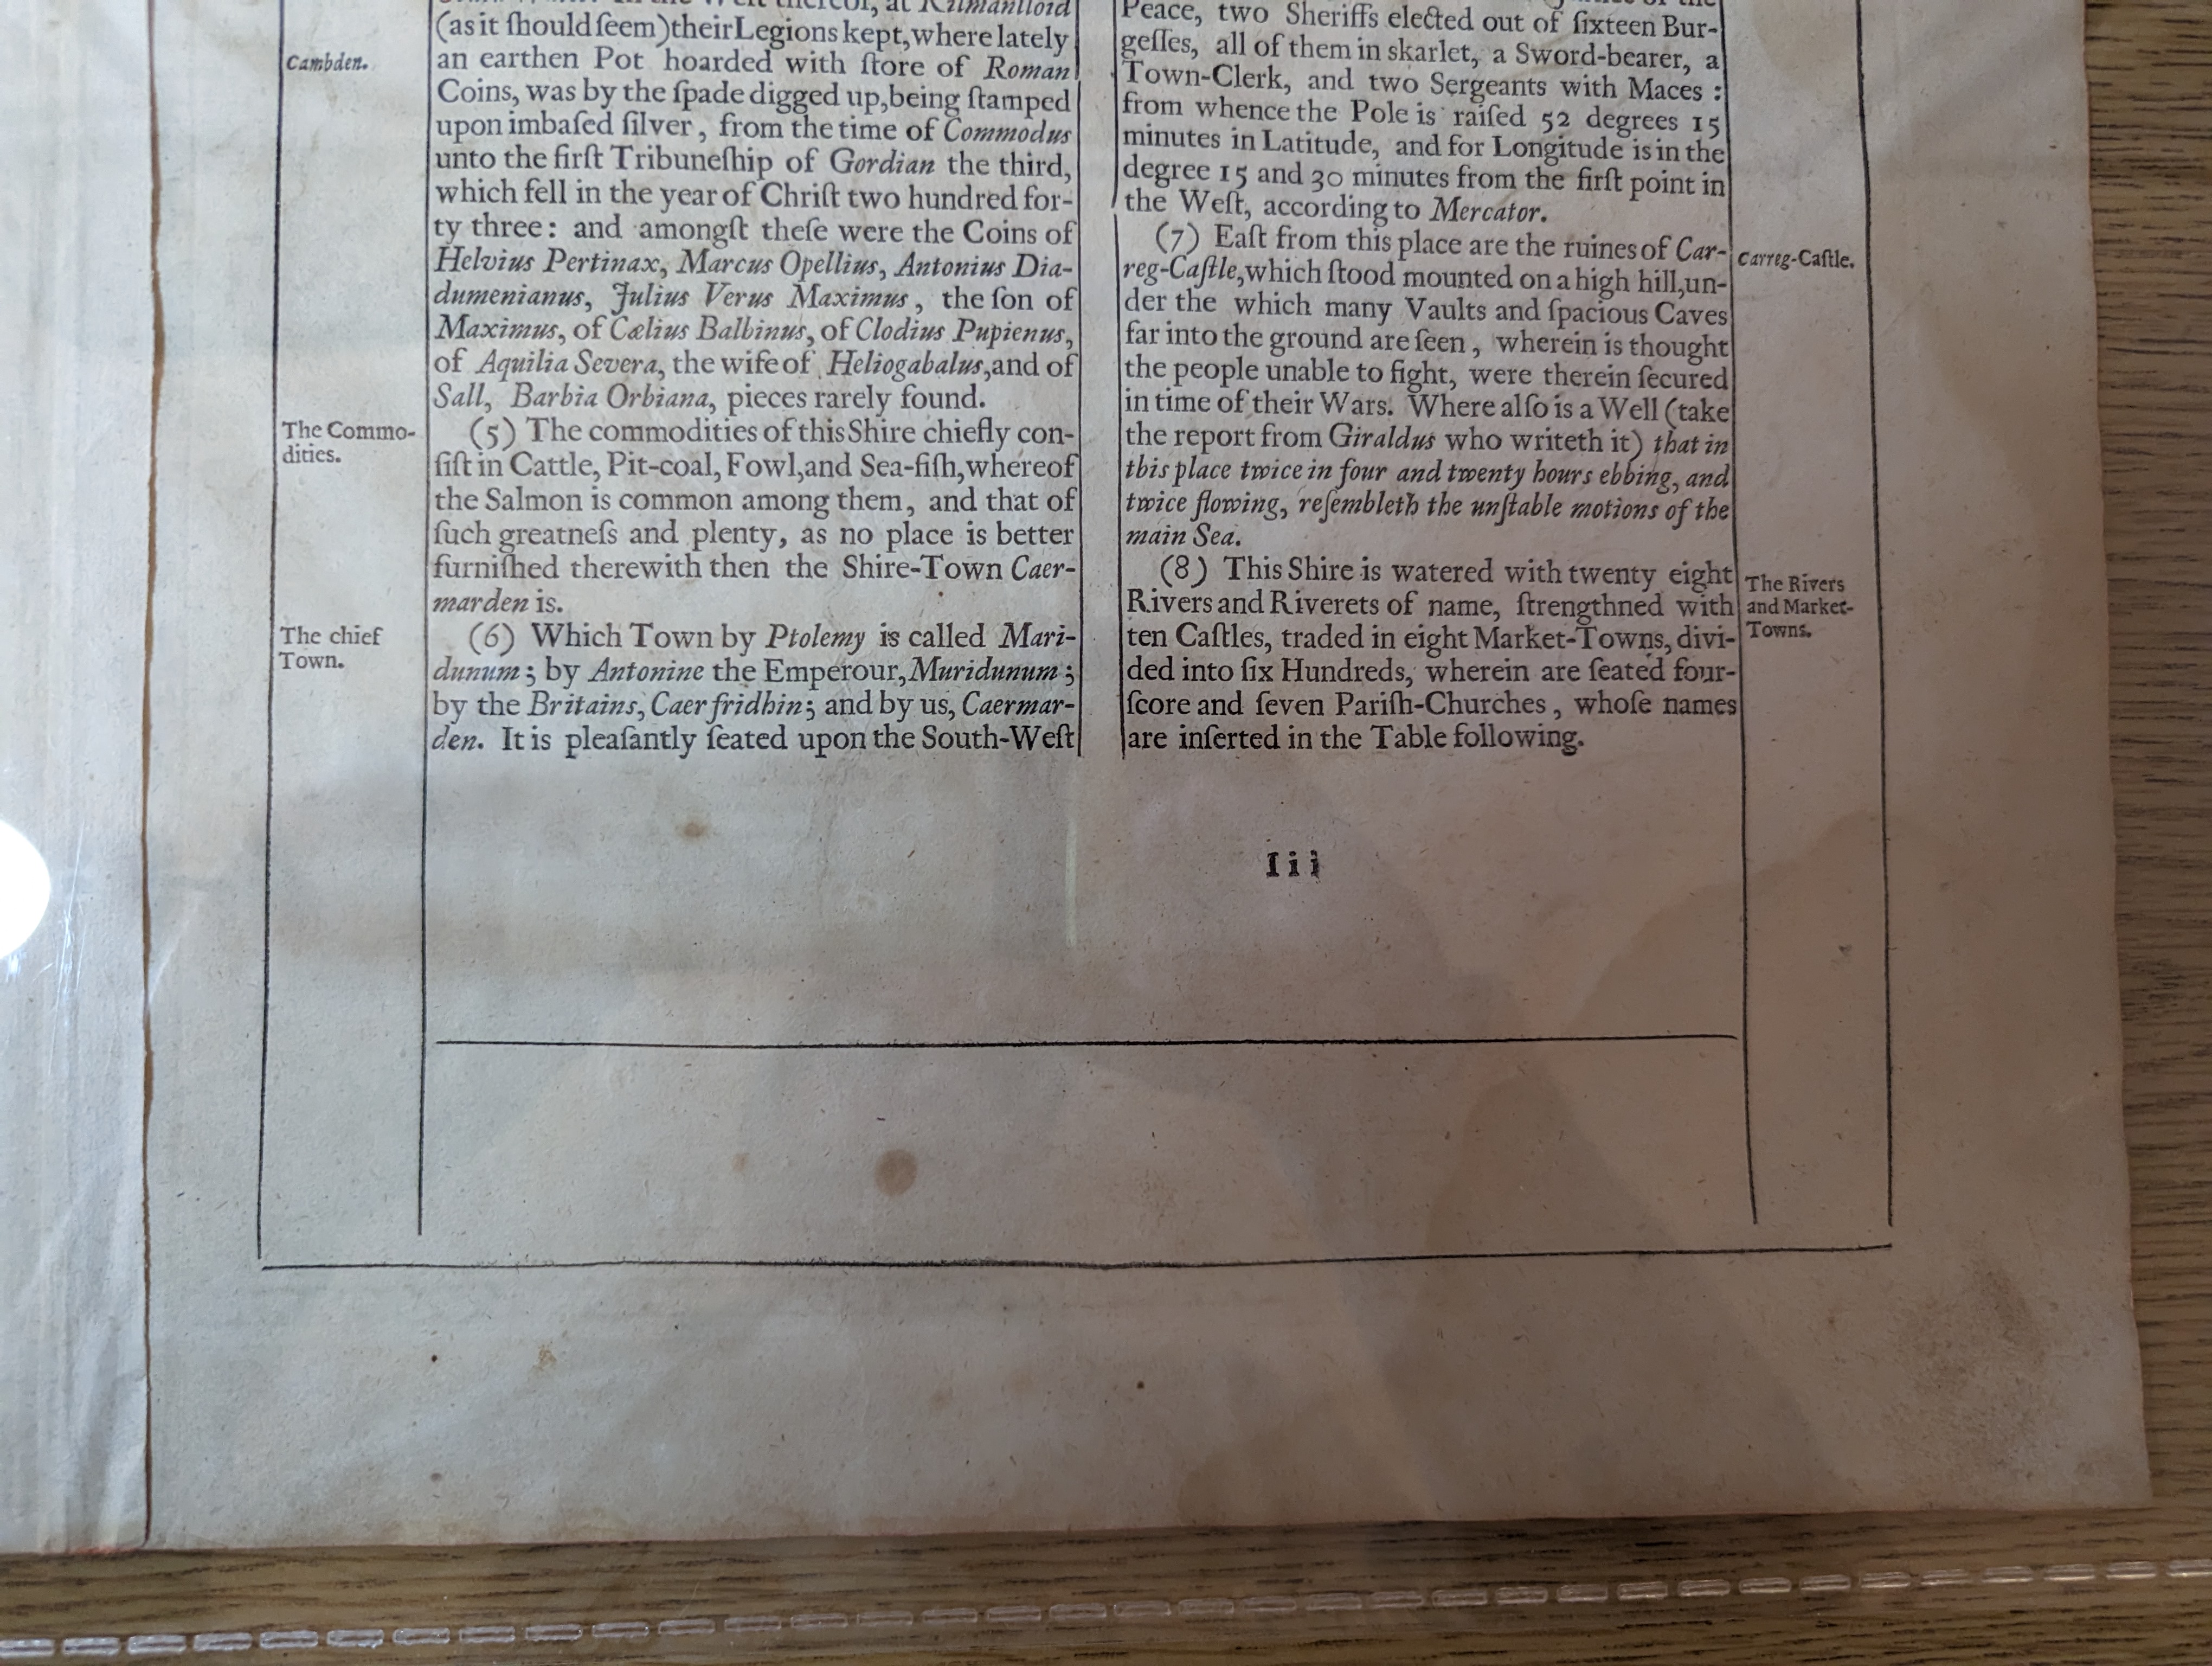 thereof, at Kilmanlloid
Cambden.
(as it ſhould ſeem) their Legions kept, where lately
an earthen Pot hoarded with ſtore of Roman
Coins, was by the ſpade digged up, being ſtamped
upon imbaſed ſilver, from the time of Commodus
unto the firſt Tribuneſhip of Gordian the third,
which fell in the year of Chriſt two hundred for-
ty three: and amongſt theſe were the Coins of
Helvius Pertinax, Marcus Opellius, Antonius Dia-
dumenianus, Julius Verus Maximus, the ſon of
Maximus, of Cælius Balbinus, of Clodius Pupienus,
of Aquilia Severa, the wife of Heliogabalus, and of
Sall, Barbia Orbiana, pieces rarely found.
The Commo-
dities.
(5) The commodities of this Shire chiefly con-
ſiſt in Cattle, Pit-coal, Fowl, and Sea-fiſh, whereof
the Salmon is common among them, and that of
ſuch greatneſs and plenty, as no place is better
furniſhed therewith then the Shire-Town Caer-
marden is.
The chief
Town.
(6) Which Town by Ptolemy is called Mari-
dunum; by Antonine the Emperour, Muridunum;
by the Britains, Caer fridhin; and by us, Caermar-
den. It is pleaſantly ſeated upon the South-Weſt
Peace, two Sheriffs elected out of ſixteen Bur-
geſſes, all of them in skarlet, a Sword-bearer, a
Town-Clerk, and two Sergeants with Maces :
from whence the Pole is raiſed 52 degrees 15
minutes in Latitude, and for Longitude is in the
degree 15 and 30 minutes from the firſt point in
the Weſt, according to Mercator.
(7) Eaſt from this place are the ruines of Car-
reg-Caſtle, which ſtood mounted on a high hill, un-
der the which many Vaults and ſpacious Caves
far into the ground are ſeen, wherein is thought
the people unable to fight, were therein ſecured
in time of their Wars. Where alſo is a Well (take
the report from Giraldus who writeth it) that in
this place twice in four and twenty hours ebbing, and
twice flowing, reſembleth the unſtable motions of the
main Sea.
Carreg-Caſtle.
(8) This Shire is watered with twenty eight
Rivers and Riverets of name, ſtrengthned with
ten Caſtles, traded in eight Market-Towns, divi-
ded into ſix Hundreds, wherein are ſeated four-
ſcore and ſeven Pariſh-Churches, whoſe names
are inſerted in the Table following.
The Rivers
and Market-
Towns.
Iii